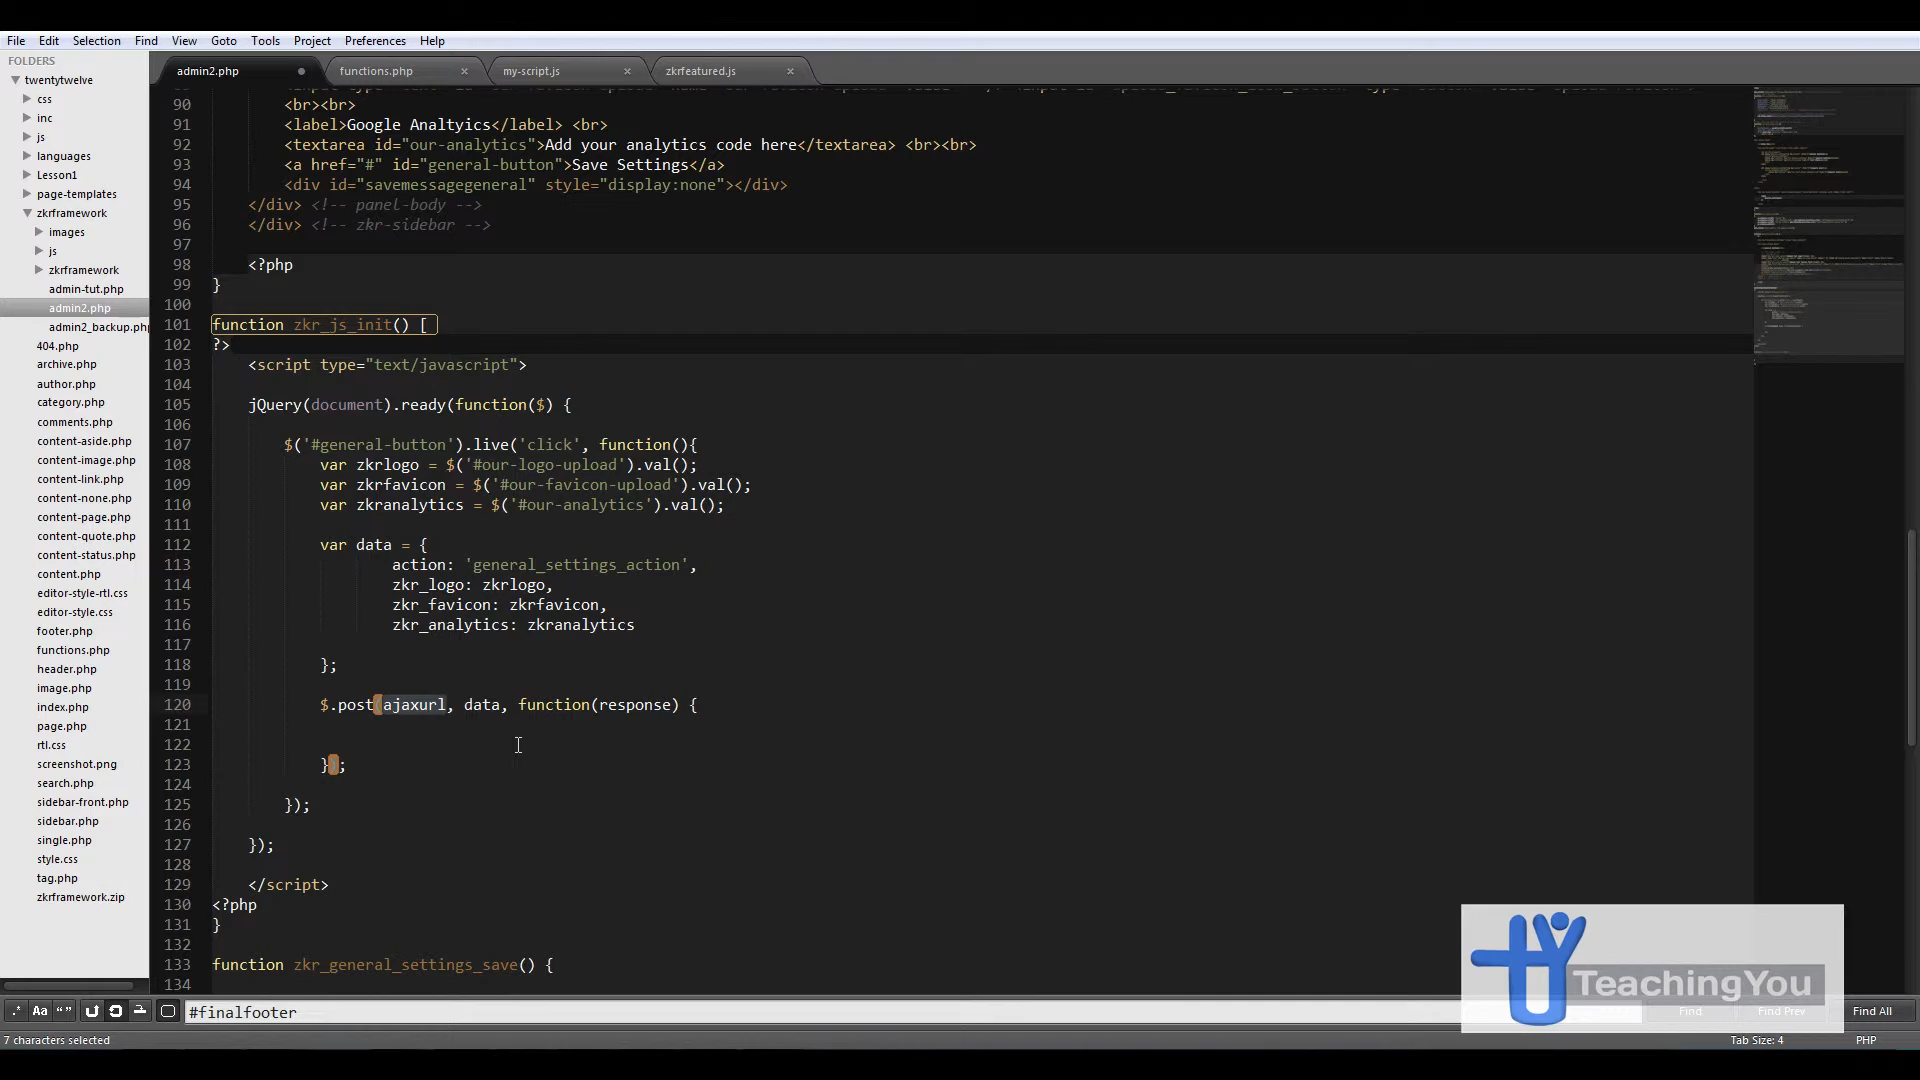 File Edit Selection Find View Goto Tools Project Preferences Help
FOLDERS
twentytwelve
css
inc
js
languages
Lesson1
page-templates
zkrframework
images
js
zkrframework
admin-tut.php
admin2.php
admin2_backup.php
404.php
archive.php
author.php
category.php
comments.php
content-aside.php
content-image.php
content-link.php
content-none.php
content-page.php
content-quote.php
content-status.php
content.php
editor-style-rtl.css
editor-style.css
footer.php
functions.php
header.php
image.php
index.php
page.php
rtl.css
screenshot.png
search.php
sidebar-front.php
sidebar.php
single.php
style.css
tag.php
zkrframework.zip
admin2.php functions.php my-script.js zkrfeatured.js
90 <br><br>
91 <label>Google Analtyics</label> <br>
92 <textarea id="our-analytics">Add your analytics code here</textarea> <br><br>
93 <a href="#" id="general-button">Save Settings</a>
94 <div id="savemessagegeneral" style="display:none"></div>
95 </div> <!-- panel-body -->
96 </div> <!-- zkr-sidebar -->
97
98 <?php
99 }
100
101 function zkr_js_init() [
102 ?>
103 <script type="text/javascript">
104
105 jQuery(document).ready(function($) {
106
107 $('#general-button').live('click', function(){
108 var zkrlogo = $('#our-logo-upload').val();
109 var zkrfavicon = $('#our-favicon-upload').val();
110 var zkranalytics = $('#our-analytics').val();
111
112 var data = {
113 action: 'general_settings_action',
114 zkr_logo: zkrlogo,
115 zkr_favicon: zkrfavicon,
116 zkr_analytics: zkranalytics
117
118 };
119
120 $.post(ajaxurl, data, function(response) {
121
122
123 });
124
125 });
126
127 });
128
129 </script>
130 <?php
131 }
132
133 function zkr_general_settings_save() {
134
TeachingYou
#finalfooter Find Find Prev Find All
7 characters selected Tab Size: 4 PHP